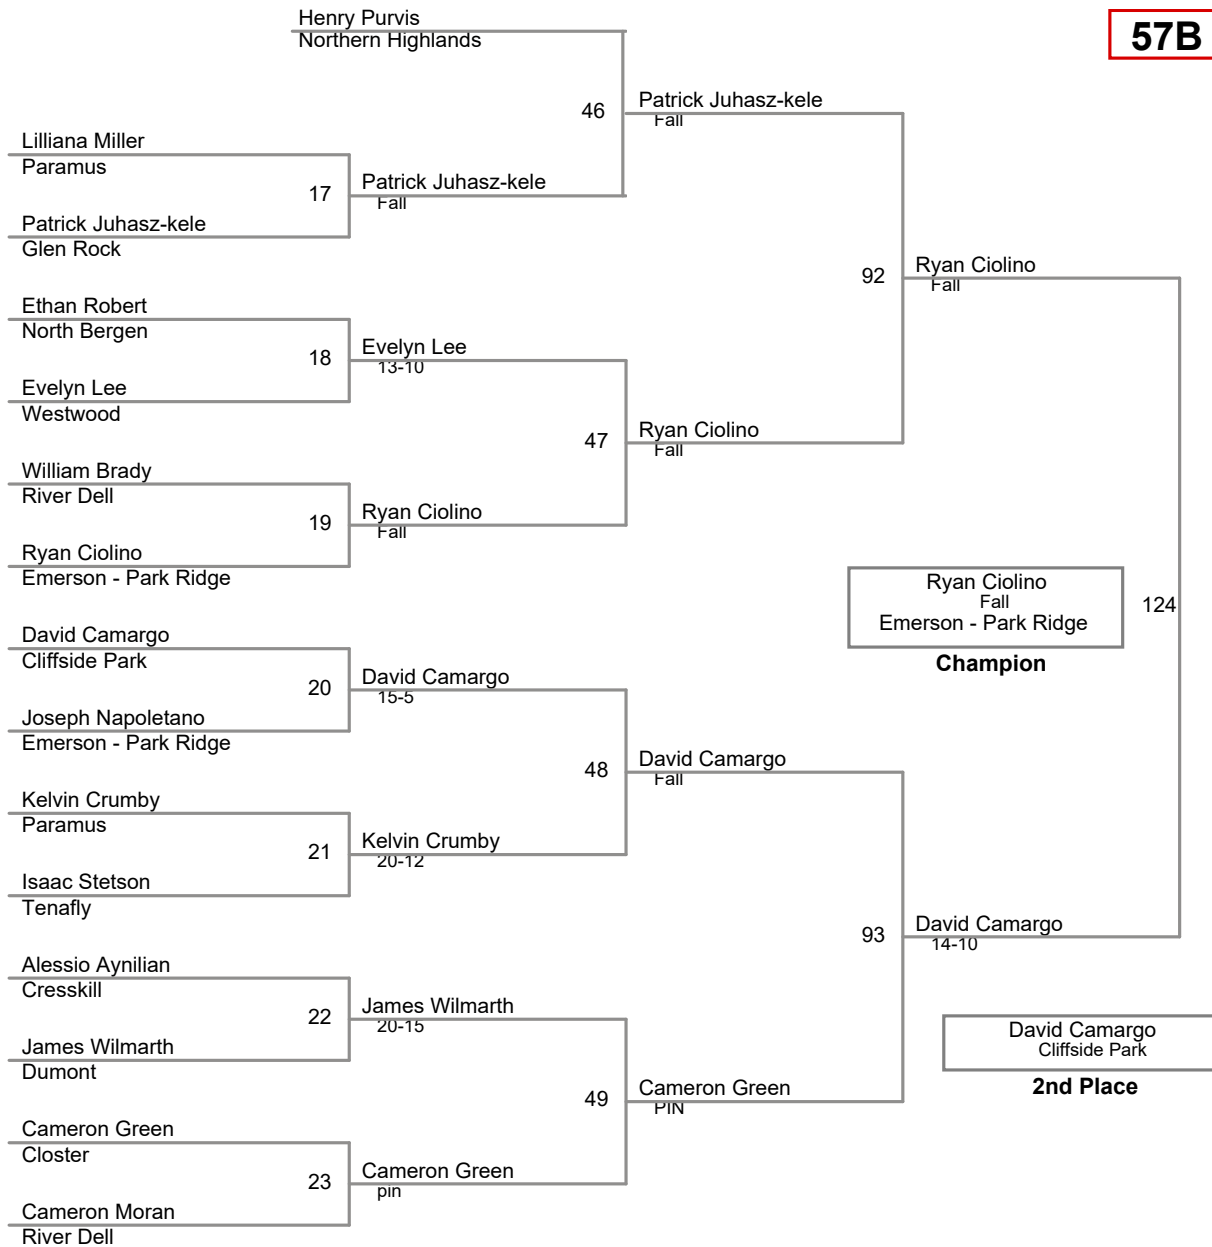 Henry Purvis
Northern Highlands
57B
46
Patrick Juhasz-kele
Fall
Lilliana Miller
Paramus
17
Patrick Juhasz-kele
Fall
Patrick Juhasz-kele
Glen Rock
92
Ryan Ciolino
Fall
Ethan Robert
North Bergen
18
Evelyn Lee
13-10
Evelyn Lee
Westwood
47
Ryan Ciolino
Fall
William Brady
River Dell
19
Ryan Ciolino
Fall
Ryan Ciolino
Emerson - Park Ridge
Ryan Ciolino
Fall
Emerson - Park Ridge
Champion
124
David Camargo
Cliffside Park
20
David Camargo
15-5
Joseph Napoletano
Emerson - Park Ridge
48
David Camargo
Fall
Kelvin Crumby
Paramus
21
Kelvin Crumby
20-12
Isaac Stetson
Tenafly
93
David Camargo
14-10
Alessio Aynilian
Cresskill
22
James Wilmarth
20-15
James Wilmarth
Dumont
David Camargo
Cliffside Park
2nd Place
49
Cameron Green
PIN
Cameron Green
Closter
23
Cameron Green
pin
Cameron Moran
River Dell